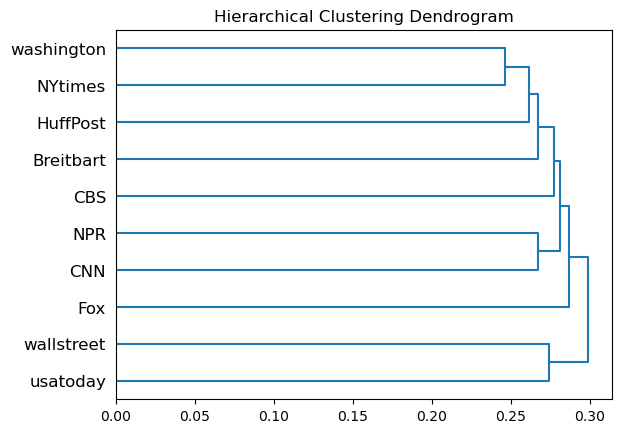 Hierarchical Clustering Dendrogram
washington
NYtimes
HuffPost
Breitbart
CBS
NPR
CNN
Fox
wallstreet
usatoday
0.00 0.05 0.10 0.15 0.20 0.25 0.30